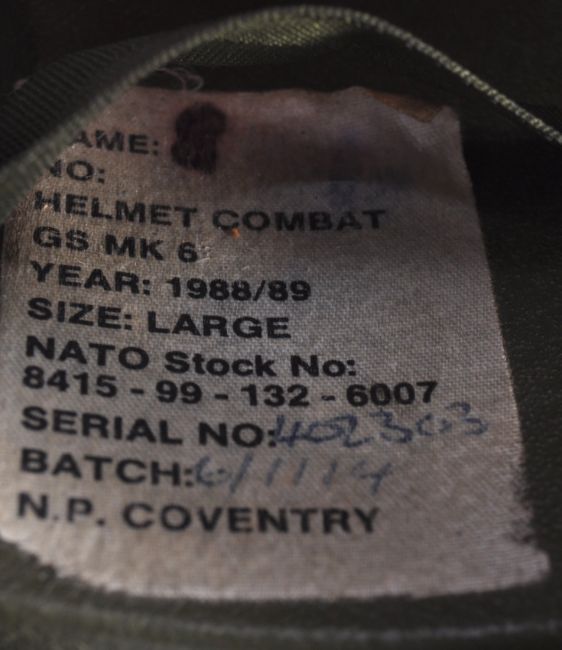 NAME:
NO:
HELMET COMBAT
GS MK 6
YEAR: 1988/89
SIZE: LARGE
NATO Stock No:
8415 - 99 - 132 - 6007
SERIAL NO: 402303
BATCH: 6/1114
N.P. COVENTRY